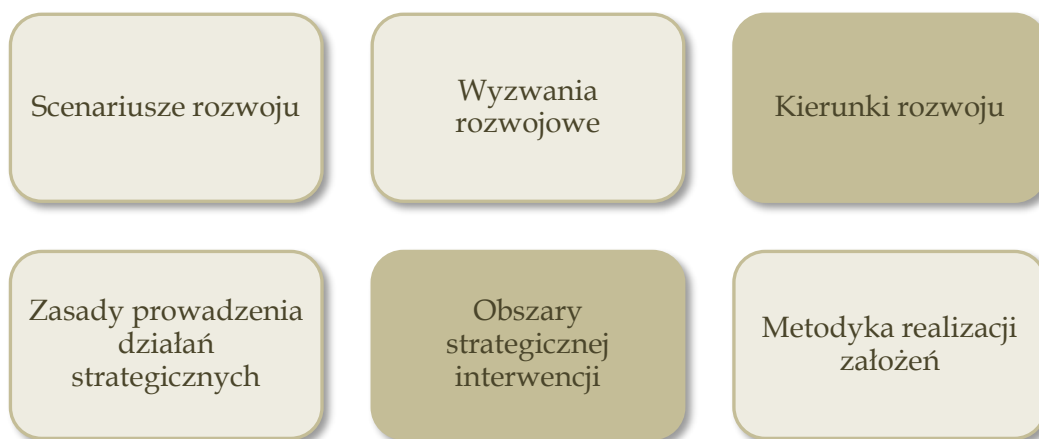 Scenariusze rozwoju
Wyzwania
rozwojowe
Kierunki rozwoju
Zasady prowadzenia
działań
strategicznych
Obszary
strategicznej
interwencji
Metodyka realizacji
założeń